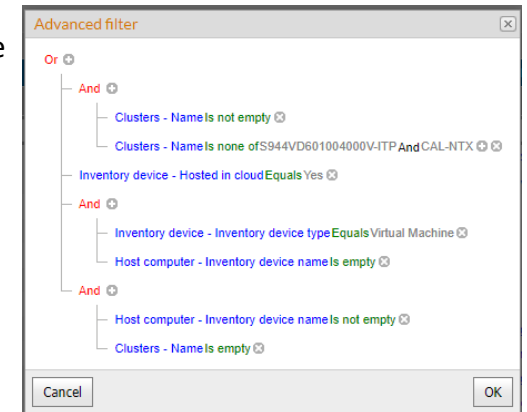 Advanced filter
e
Or
And
Clusters - Name Is not empty
Clusters - Name Is none of S944VD601004000V-ITP And CAL-NTX
Inventory device - Hosted in cloud Equals Yes
And
Inventory device - Inventory device type Equals Virtual Machine
Host computer - Inventory device name Is empty
And
Host computer - Inventory device name Is not empty
Clusters - Name Is empty
Cancel OK